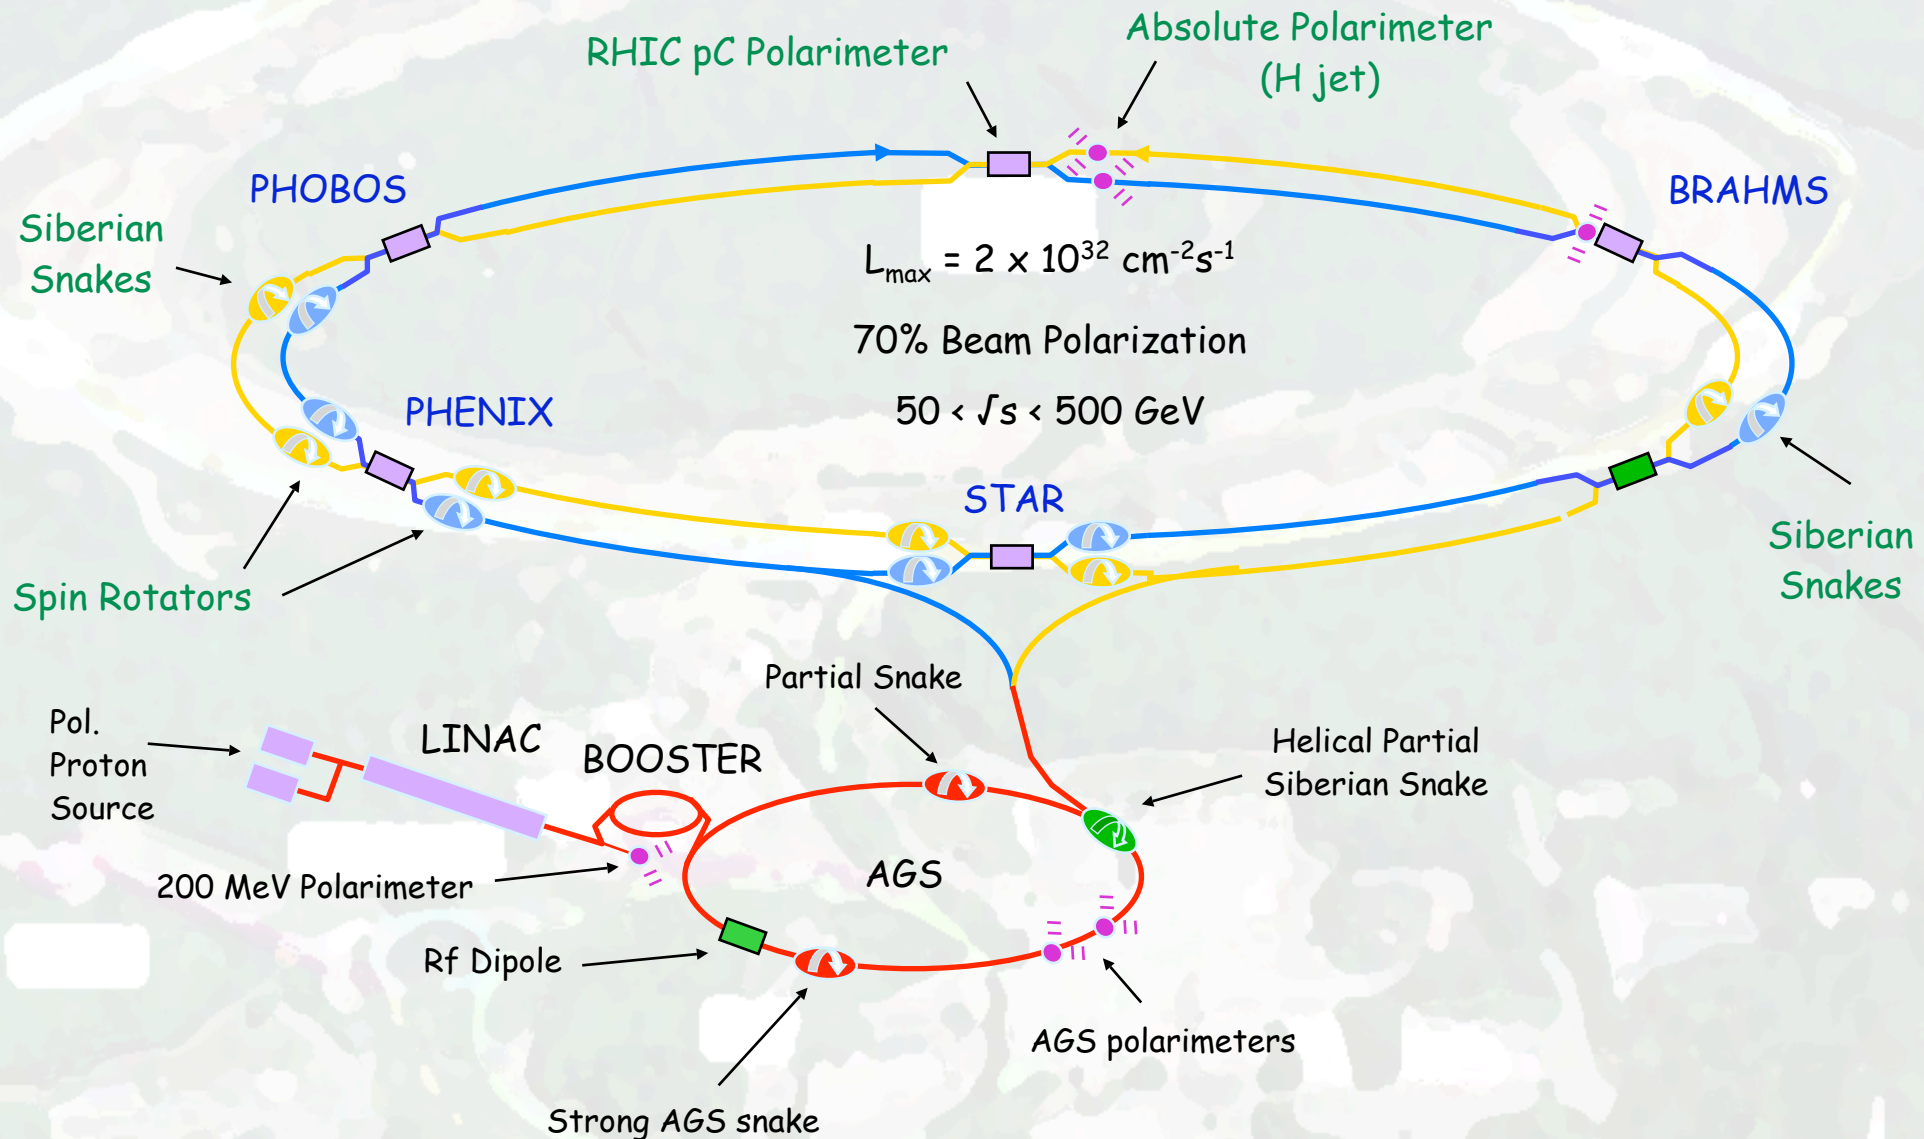 RHIC pC Polarimeter
Absolute Polarimeter
(H jet)
PHOBOS
BRAHMS
Siberian
Snakes
L_max = 2 x 10^32 cm^-2 s^-1
70% Beam Polarization
50 < √s < 500 GeV
PHENIX
STAR
Siberian
Snakes
Spin Rotators
Partial Snake
Pol.
Proton
Source
LINAC
BOOSTER
Helical Partial
Siberian Snake
200 MeV Polarimeter
AGS
Rf Dipole
AGS polarimeters
Strong AGS snake